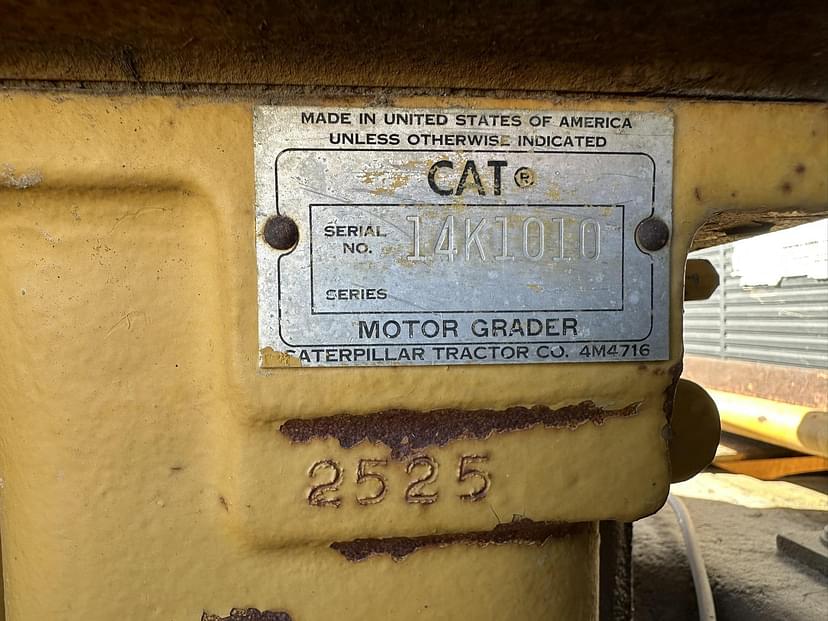 MADE IN UNITED STATES OF AMERICA
UNLESS OTHERWISE INDICATED
CAT®
SERIAL NO. 14K1010
SERIES
MOTOR GRADER
CATERPILLAR TRACTOR CO. 4M4716
2525